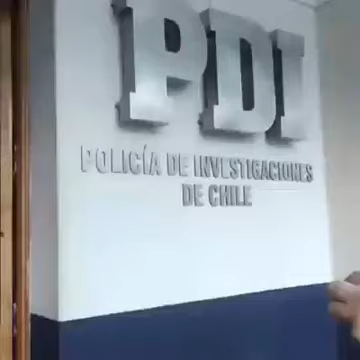 PDI
POLICÍA DE INVESTIGACIONES
DE CHILE